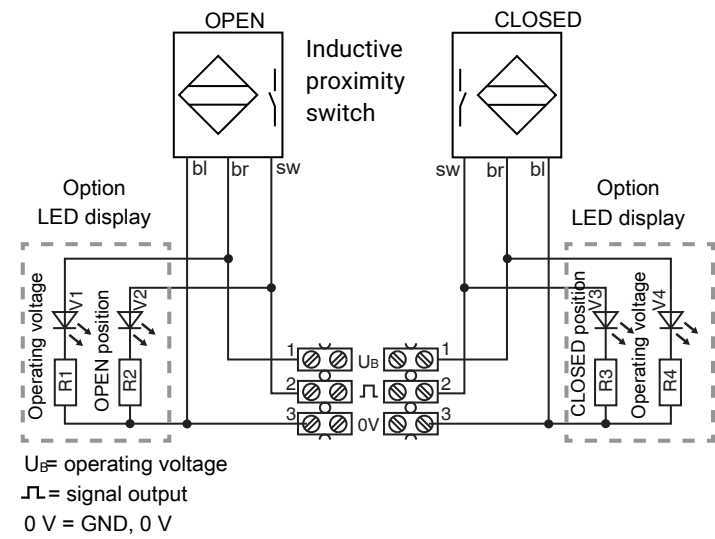 OPEN
CLOSED
Inductive
proximity
switch
bl
br
sw
sw
br
bl
Option
LED display
Option
LED display
Operating voltage
V1
R1
OPEN position
V2
R2
CLOSED position
V3
R3
Operating voltage
V4
R4
1
UB
1
2
2
3
0V
3
UB= operating voltage
= signal output
0 V = GND, 0 V